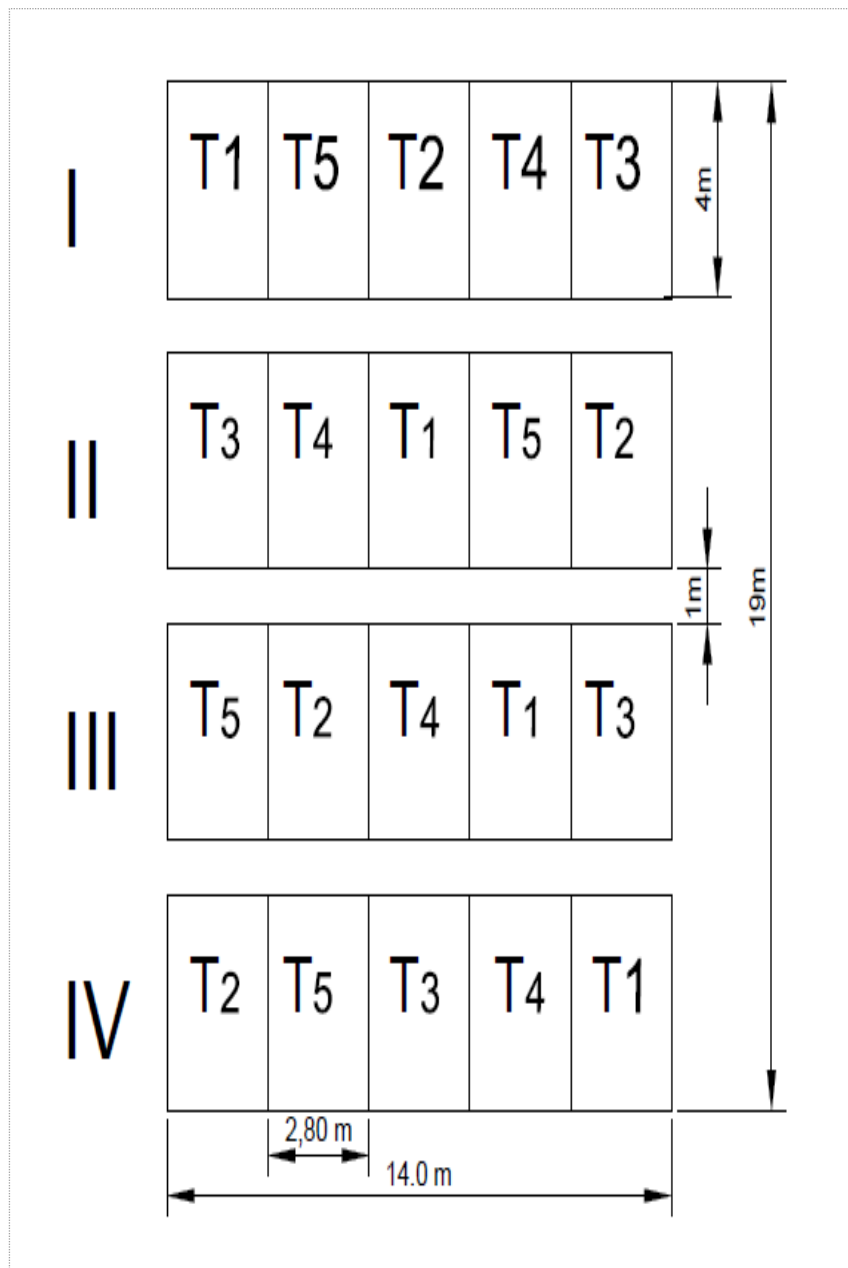 I T1 T5 T2 T4 T3 4m
II T3 T4 T1 T5 T2
1m
19m
III T5 T2 T4 T1 T3
IV T2 T5 T3 T4 T1
2,80 m
14.0 m